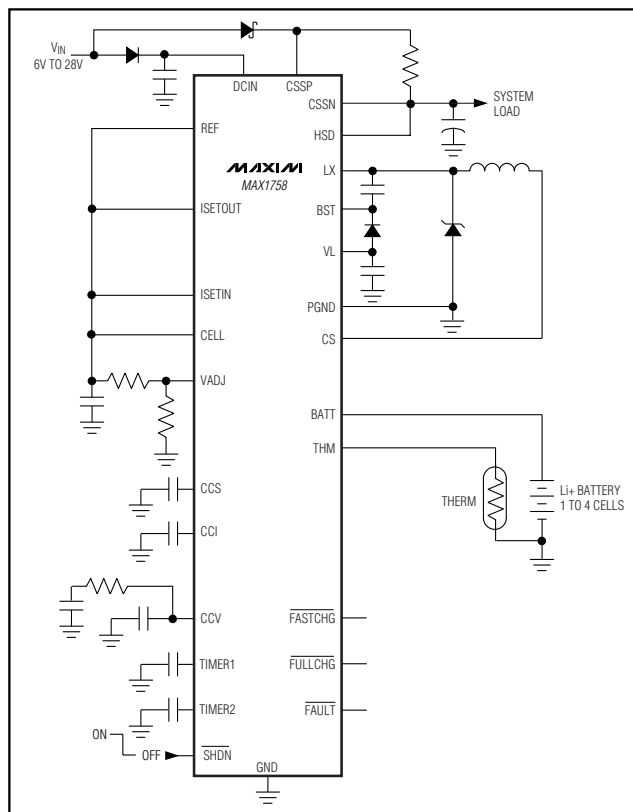 VIN
6V TO 28V
DCIN
CSSP
CSSN
SYSTEM
LOAD
HSD
REF
MAXIM
MAX1758
LX
ISETOUT
BST
VL
ISETIN
PGND
CELL
CS
VADJ
BATT
THM
CCS
THERM
Li+ BATTERY
1 TO 4 CELLS
CCI
CCV
FASTCHG
TIMER1
FULLCHG
TIMER2
FAULT
ON
OFF
SHDN
GND